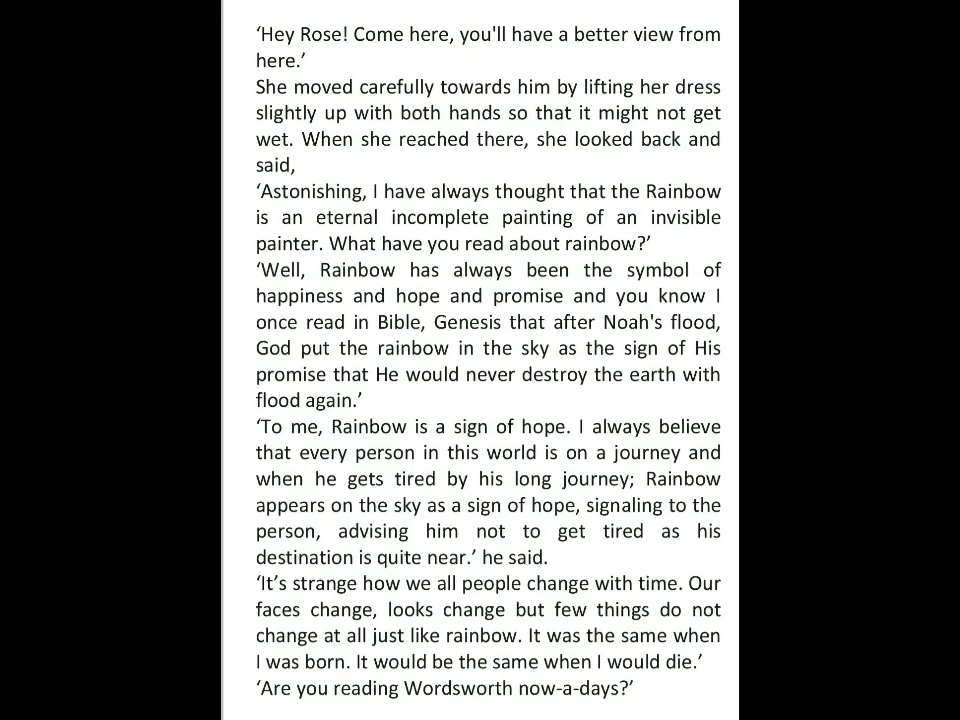 ‘Hey Rose! Come here, you'll have a better view from
here.’
She moved carefully towards him by lifting her dress
slightly up with both hands so that it might not get
wet. When she reached there, she looked back and
said,
‘Astonishing, I have always thought that the Rainbow
is an eternal incomplete painting of an invisible
painter. What have you read about rainbow?’
‘Well, Rainbow has always been the symbol of
happiness and hope and promise and you know I
once read in Bible, Genesis that after Noah's flood,
God put the rainbow in the sky as the sign of His
promise that He would never destroy the earth with
flood again.’
‘To me, Rainbow is a sign of hope. I always believe
that every person in this world is on a journey and
when he gets tired by his long journey; Rainbow
appears on the sky as a sign of hope, signaling to the
person, advising him not to get tired as his
destination is quite near.’ he said.
‘It’s strange how we all people change with time. Our
faces change, looks change but few things do not
change at all just like rainbow. It was the same when
I was born. It would be the same when I would die.’
‘Are you reading Wordsworth now-a-days?’